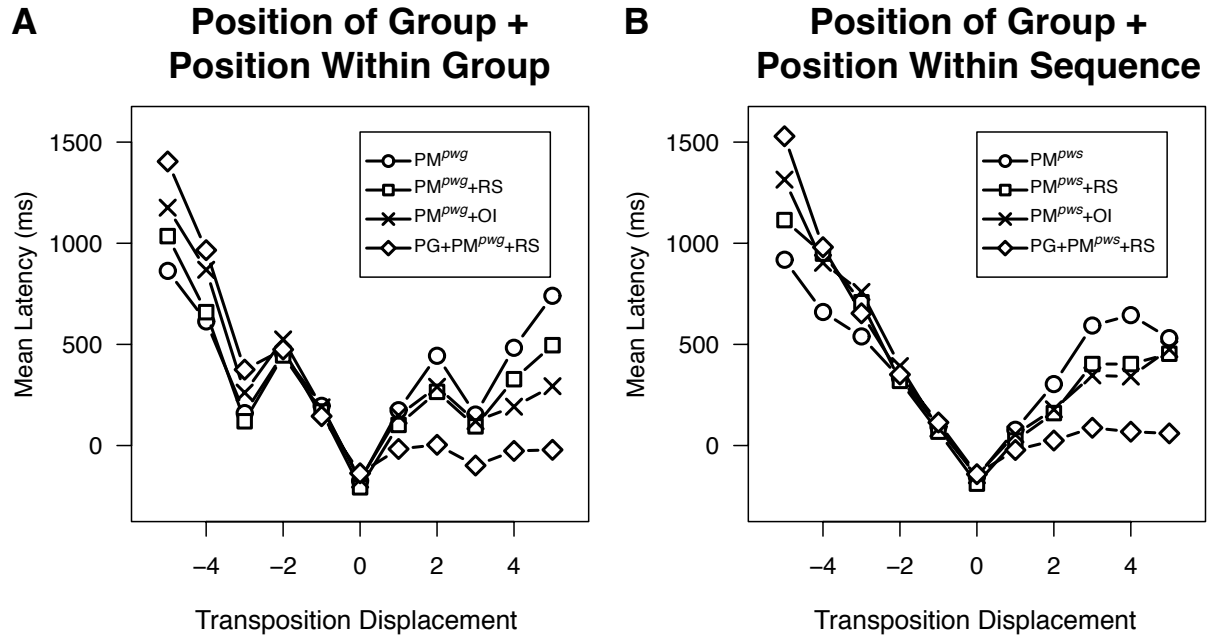 A
Position of Group +
Position Within Group
1500
1000
500
0
Mean Latency (ms)
PMpwg
PMpwg+RS
PMpwg+OI
PG+PMpwg+RS
−4
−2
0
2
4
Transposition Displacement
B
Position of Group +
Position Within Sequence
1500
1000
500
0
Mean Latency (ms)
PMpws
PMpws+RS
PMpws+OI
PG+PMpws+RS
−4
−2
0
2
4
Transposition Displacement